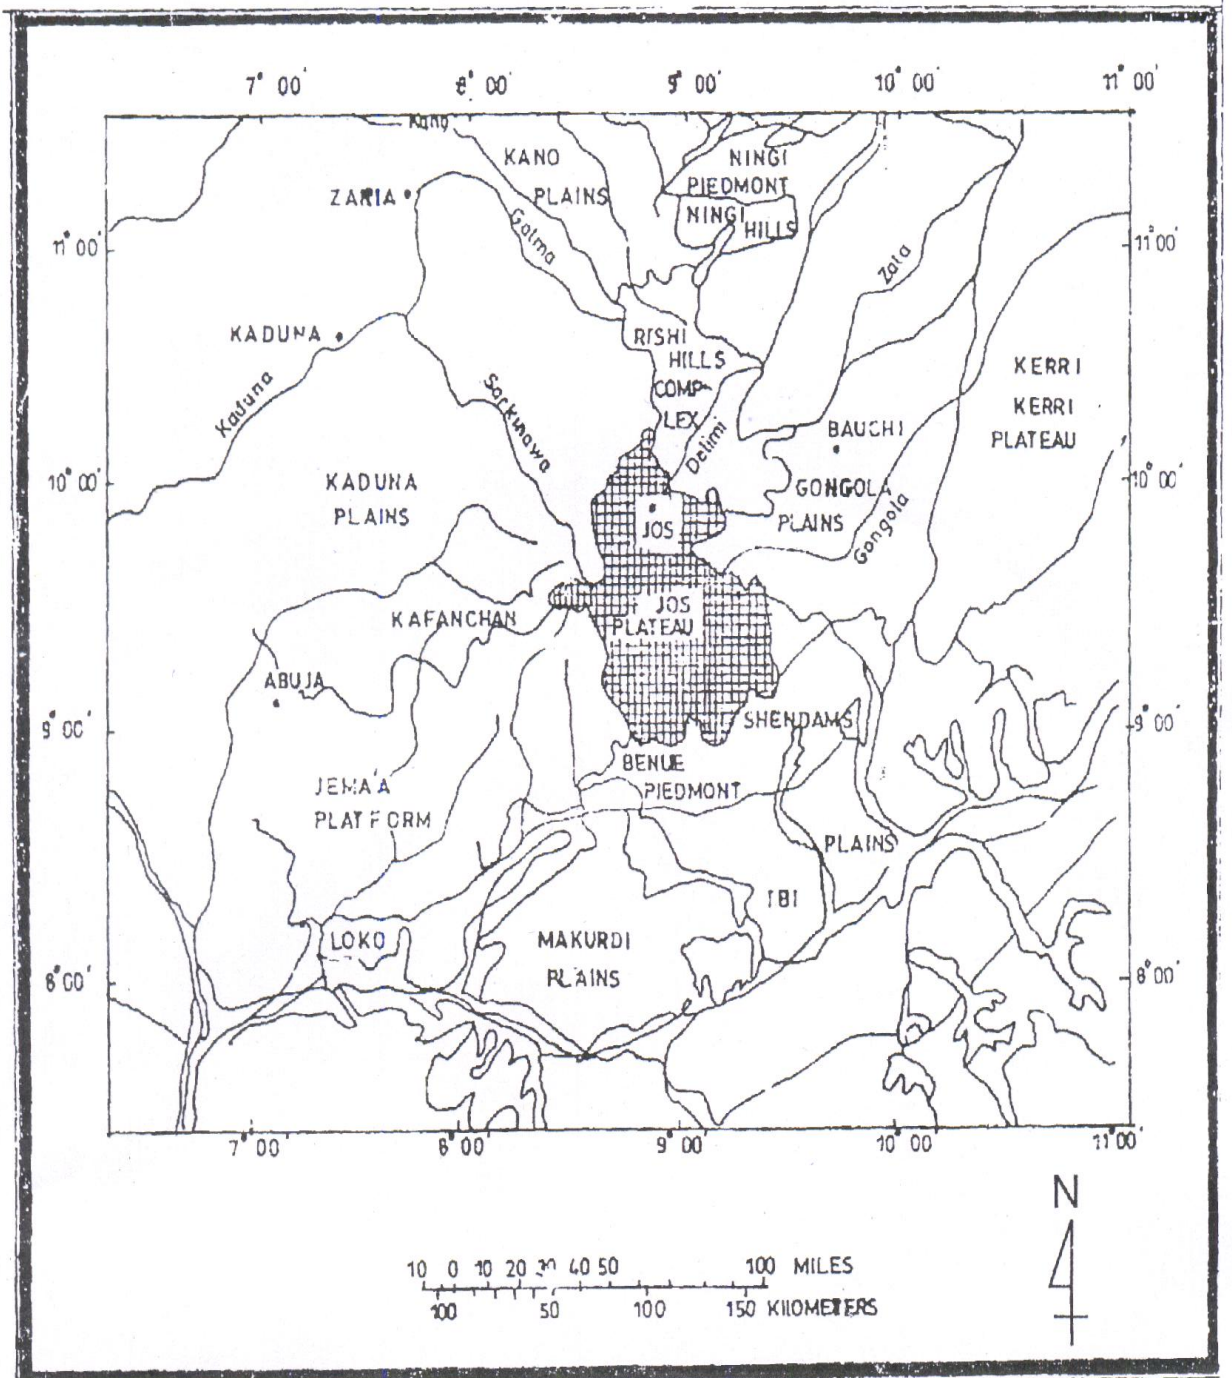 7° 00' 8° 00' 9° 00' 10° 00' 11° 00'
Kano
KANO
PLAINS
NINGI
PIEDMONT
NINGI
HILLS
ZARIA
Galma
11° 00'
11° 00'
Zala
KADUNA
Kaduna
RISHI
HILLS
COMP
LEX
KERRI
KERRI
PLATEAU
Sarkinawa
Delimi
BAUCHI
10° 00'
10° 00'
KADUNA
PLAINS
GONGOLA
PLAINS
Gongola
JOS
KAFANCHAN
JOS
PLATEAU
ABUJA
9° 00'
9° 00'
SHENDAMS
BENUE
PIEDMONT
JEMA'A
PLATFORM
PLAINS
IBI
LOKO
MAKURDI
PLAINS
8° 00'
8° 00'
7° 00' 8° 00' 9° 00' 10° 00' 11° 00'
N
10 0 10 20 30 40 50 100 MILES
100 50 100 150 KILOMETERS